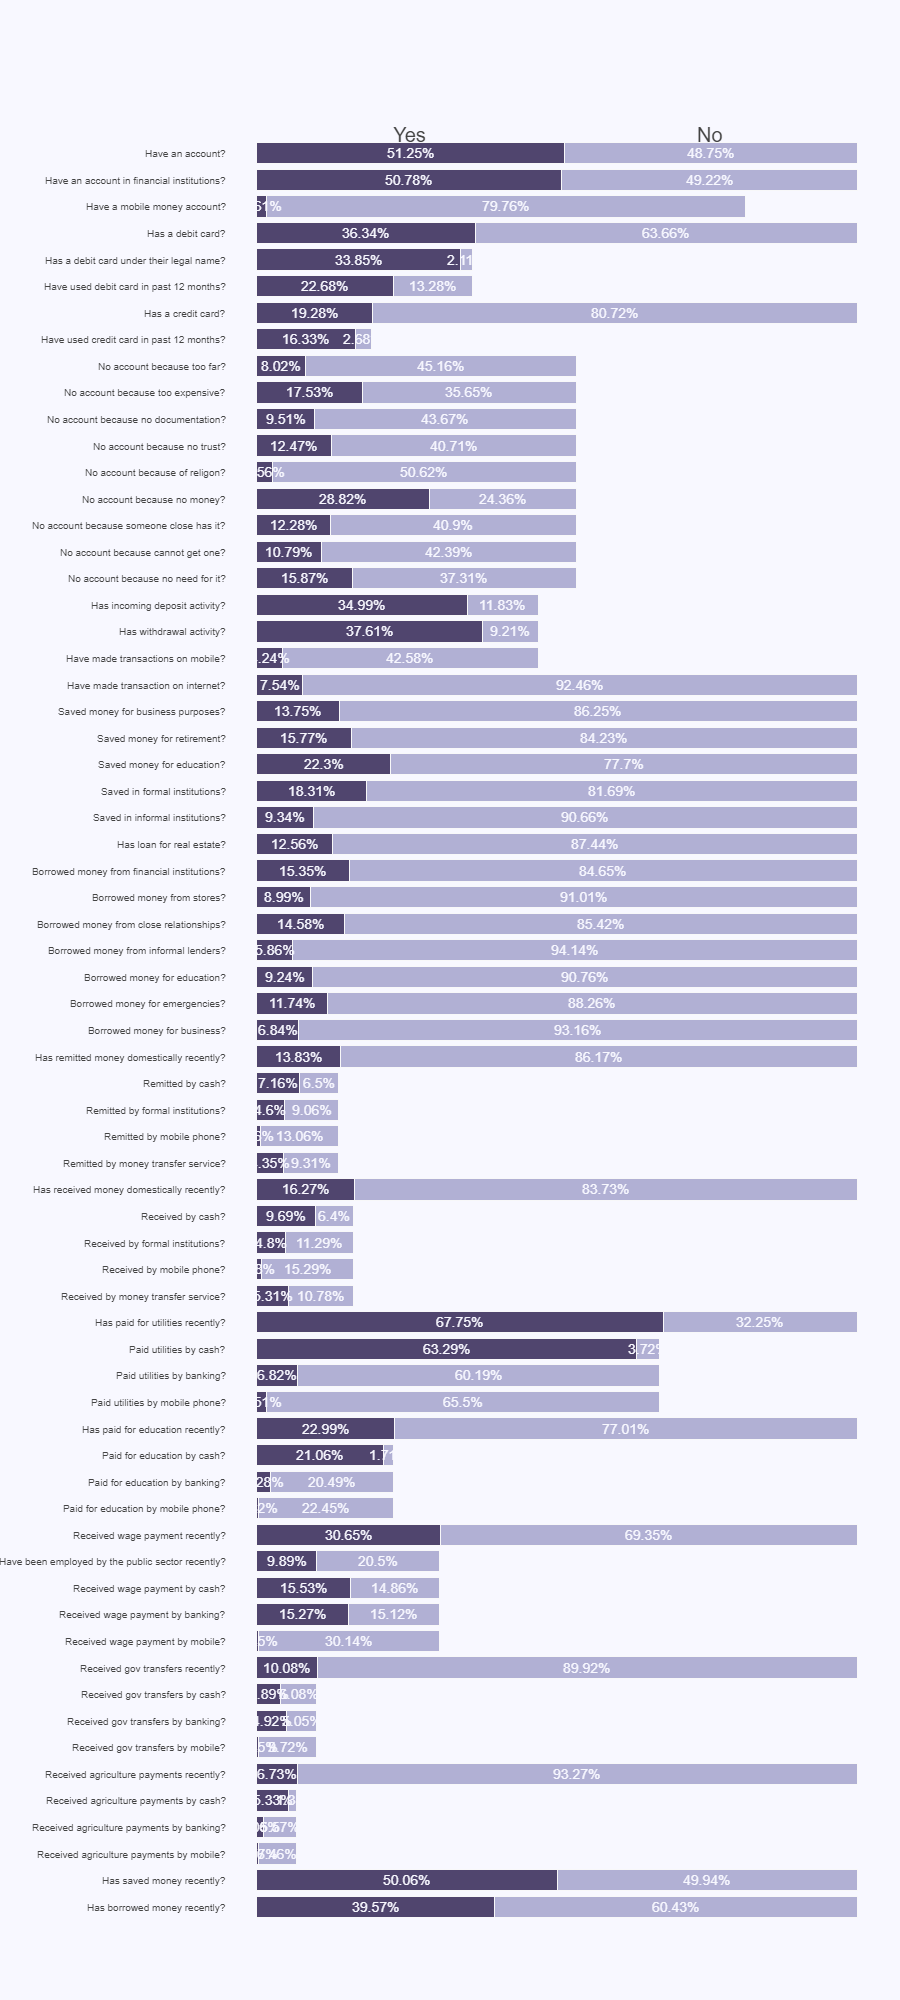 Yes No
Have an account? 51.25% 48.75%
Have an account in financial institutions? 50.78% 49.22%
Have a mobile money account? 79.76%
Has a debit card? 36.34% 63.66%
Has a debit card under their legal name? 33.85%
Have used debit card in past 12 months? 22.68% 13.28%
Has a credit card? 19.28% 80.72%
Have used credit card in past 12 months? 16.33% 2.68
No account because too far? 8.02% 45.16%
No account because too expensive? 17.53% 35.65%
No account because no documentation? 9.51% 43.67%
No account because no trust? 12.47% 40.71%
No account because of religon? 56% 50.62%
No account because no money? 28.82% 24.36%
No account because someone close has it? 12.28% 40.9%
No account because cannot get one? 10.79% 42.39%
No account because no need for it? 15.87% 37.31%
Has incoming deposit activity? 34.99% 11.83%
Has withdrawal activity? 37.61% 9.21%
Have made transactions on mobile? .24% 42.58%
Have made transaction on internet? 7.54% 92.46%
Saved money for business purposes? 13.75% 86.25%
Saved money for retirement? 15.77% 84.23%
Saved money for education? 22.3% 77.7%
Saved in formal institutions? 18.31% 81.69%
Saved in informal institutions? 9.34% 90.66%
Has loan for real estate? 12.56% 87.44%
Borrowed money from financial institutions? 15.35% 84.65%
Borrowed money from stores? 8.99% 91.01%
Borrowed money from close relationships? 14.58% 85.42%
Borrowed money from informal lenders? 5.86% 94.14%
Borrowed money for education? 9.24% 90.76%
Borrowed money for emergencies? 11.74% 88.26%
Borrowed money for business? 6.84% 93.16%
Has remitted money domestically recently? 13.83% 86.17%
Remitted by cash? 7.16% 6.5%
Remitted by formal institutions? 4.6% 9.06%
Remitted by mobile phone? 13.06%
Remitted by money transfer service? .35% 9.31%
Has received money domestically recently? 16.27% 83.73%
Received by cash? 9.69% 6.4%
Received by formal institutions? 4.8% 11.29%
Received by mobile phone? 15.29%
Received by money transfer service? 5.31% 10.78%
Has paid for utilities recently? 67.75% 32.25%
Paid utilities by cash? 63.29% 3.72%
Paid utilities by banking? 6.82% 60.19%
Paid utilities by mobile phone? 51% 65.5%
Has paid for education recently? 22.99% 77.01%
Paid for education by cash? 21.06% 1.71
Paid for education by banking? 28% 20.49%
Paid for education by mobile phone? 2% 22.45%
Received wage payment recently? 30.65% 69.35%
Have been employed by the public sector recently? 9.89% 20.5%
Received wage payment by cash? 15.53% 14.86%
Received wage payment by banking? 15.27% 15.12%
Received wage payment by mobile? 5% 30.14%
Received gov transfers recently? 10.08% 89.92%
Received gov transfers by cash? .89%
Received gov transfers by banking? 4.92%
Received gov transfers by mobile?
Received agriculture payments recently? 6.73% 93.27%
Received agriculture payments by cash? 5.33%
Received agriculture payments by banking?
Received agriculture payments by mobile?
Has saved money recently? 50.06% 49.94%
Has borrowed money recently? 39.57% 60.43%